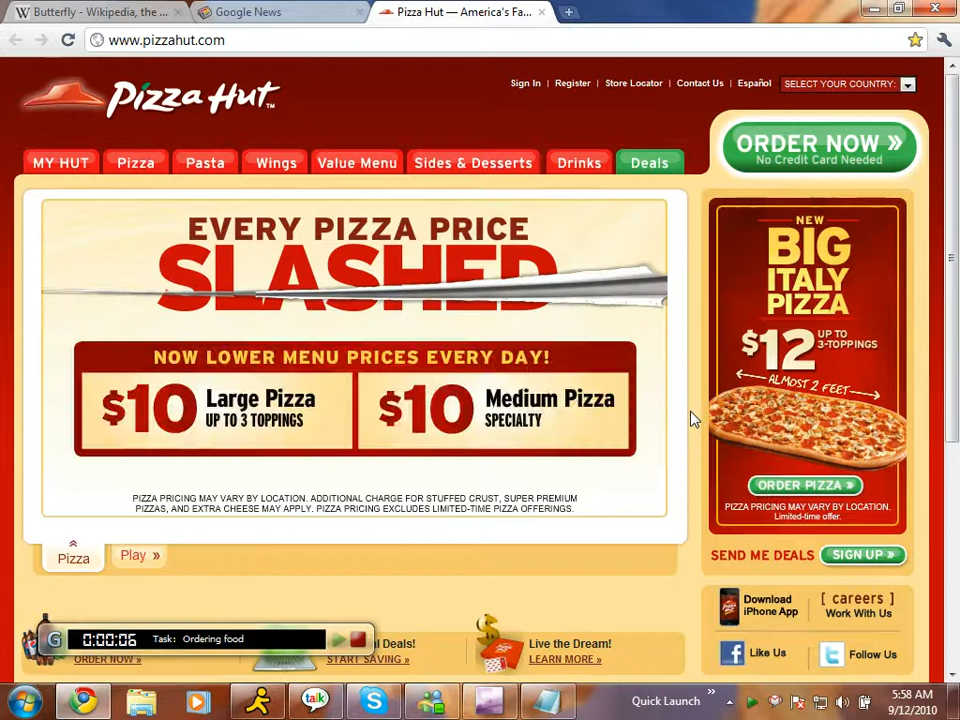 Butterfly - Wikipedia, the ...
Google News
Pizza Hut — America's Fa...
www.pizzahut.com
Sign In | Register | Store Locator | Contact Us | Español
SELECT YOUR COUNTRY:
Pizza Hut™
ORDER NOW »
No Credit Card Needed
MY HUT
Pizza
Pasta
Wings
Value Menu
Sides & Desserts
Drinks
Deals
EVERY PIZZA PRICE
SLASHED
NOW LOWER MENU PRICES EVERY DAY!
$10 Large Pizza
UP TO 3 TOPPINGS
$10 Medium Pizza
SPECIALTY
PIZZA PRICING MAY VARY BY LOCATION. ADDITIONAL CHARGE FOR STUFFED CRUST, SUPER PREMIUM
PIZZAS, AND EXTRA CHEESE MAY APPLY. PIZZA PRICING EXCLUDES LIMITED-TIME PIZZA OFFERINGS.
Pizza
Play »
NEW
BIG
ITALY
PIZZA
$12 UP TO
3-TOPPINGS
ALMOST 2 FEET
ORDER PIZZA »
PIZZA PRICING MAY VARY BY LOCATION.
Limited-time offer.
SEND ME DEALS
SIGN UP »
Download
iPhone App
[ careers ]
Work With Us
Like Us
Follow Us
G 0:00:06 Task: Ordering food
ORDER NOW »
al Deals!
START SAVING »
Live the Dream!
LEARN MORE »
talk
Quick Launch »
5:58 AM
9/12/2010